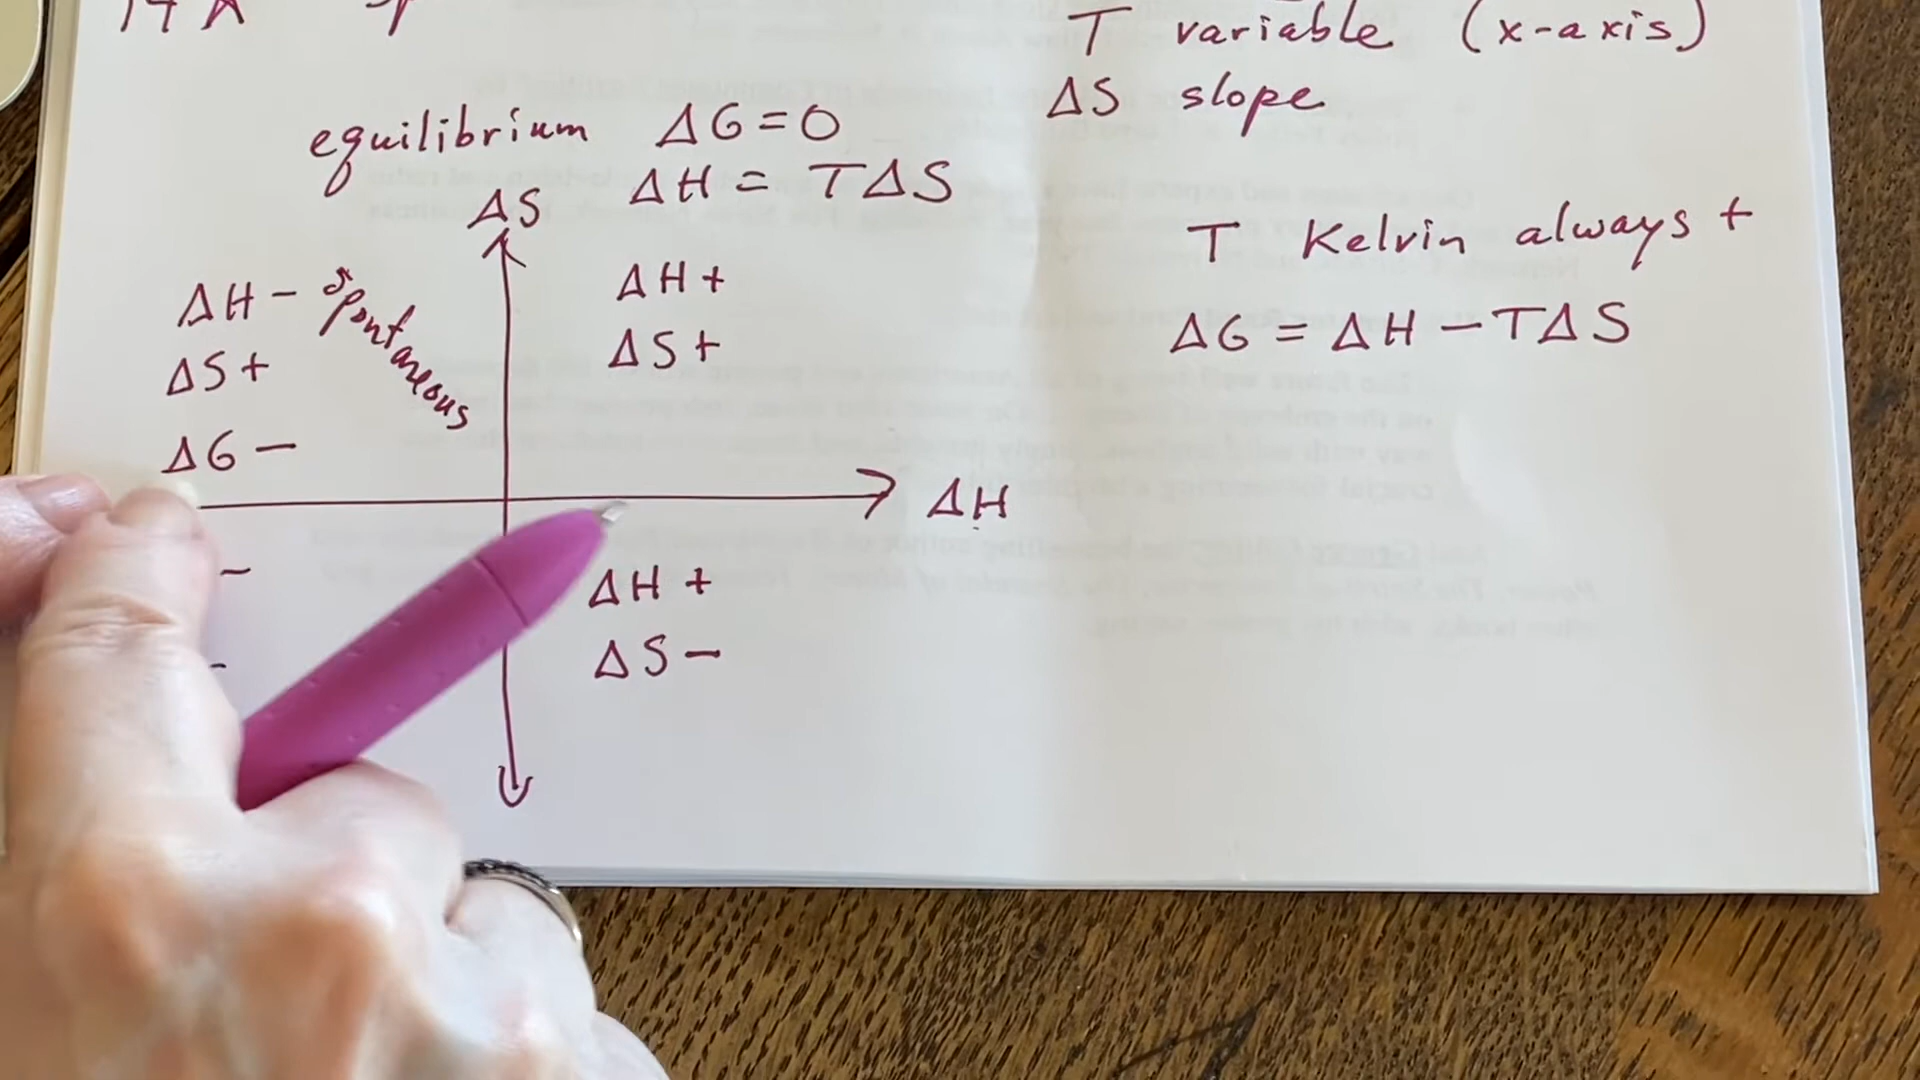 T variable (x-axis)
ΔS slope
equilibrium ΔG = 0
ΔH = TΔS
ΔS
T Kelvin always +
ΔG = ΔH - TΔS
ΔH - spontaneous
ΔS +
ΔG -
ΔH +
ΔS +
ΔH
-
-
ΔH +
ΔS -